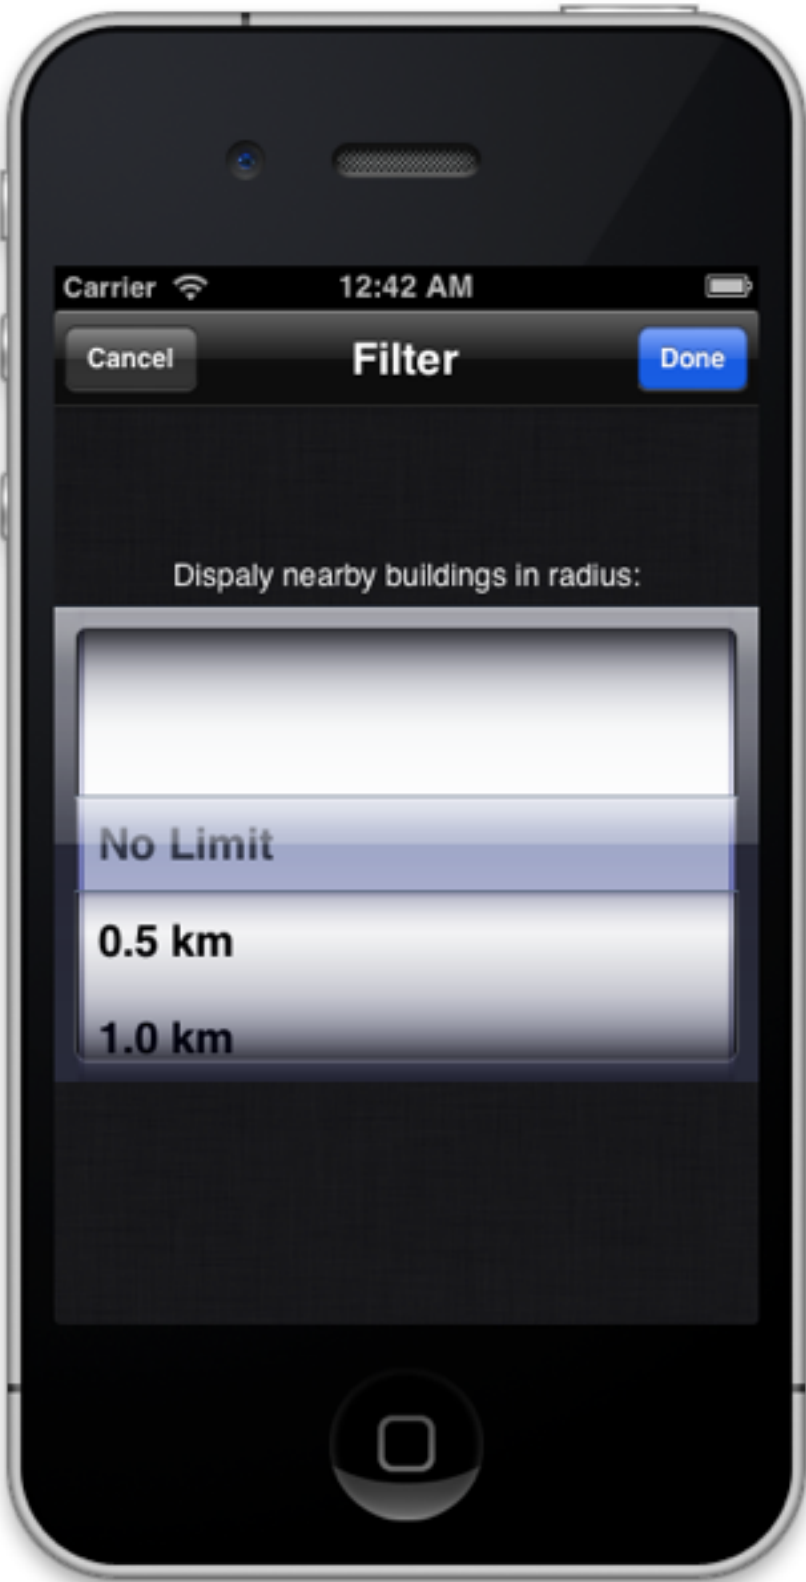 Carrier 12:42 AM
Cancel Filter Done
Dispaly nearby buildings in radius:
No Limit
0.5 km
1.0 km